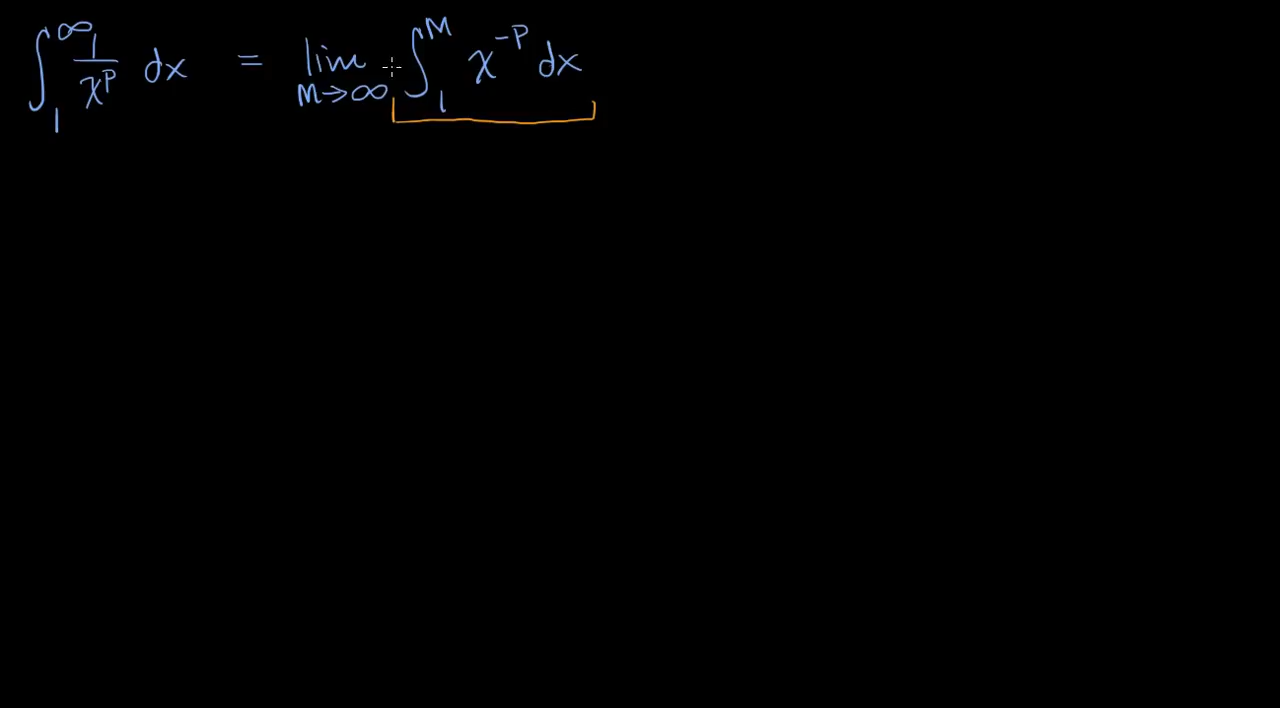 ∫₁^∞ 1/x^p dx = lim_{M→∞} ∫₁^M x^{-p} dx